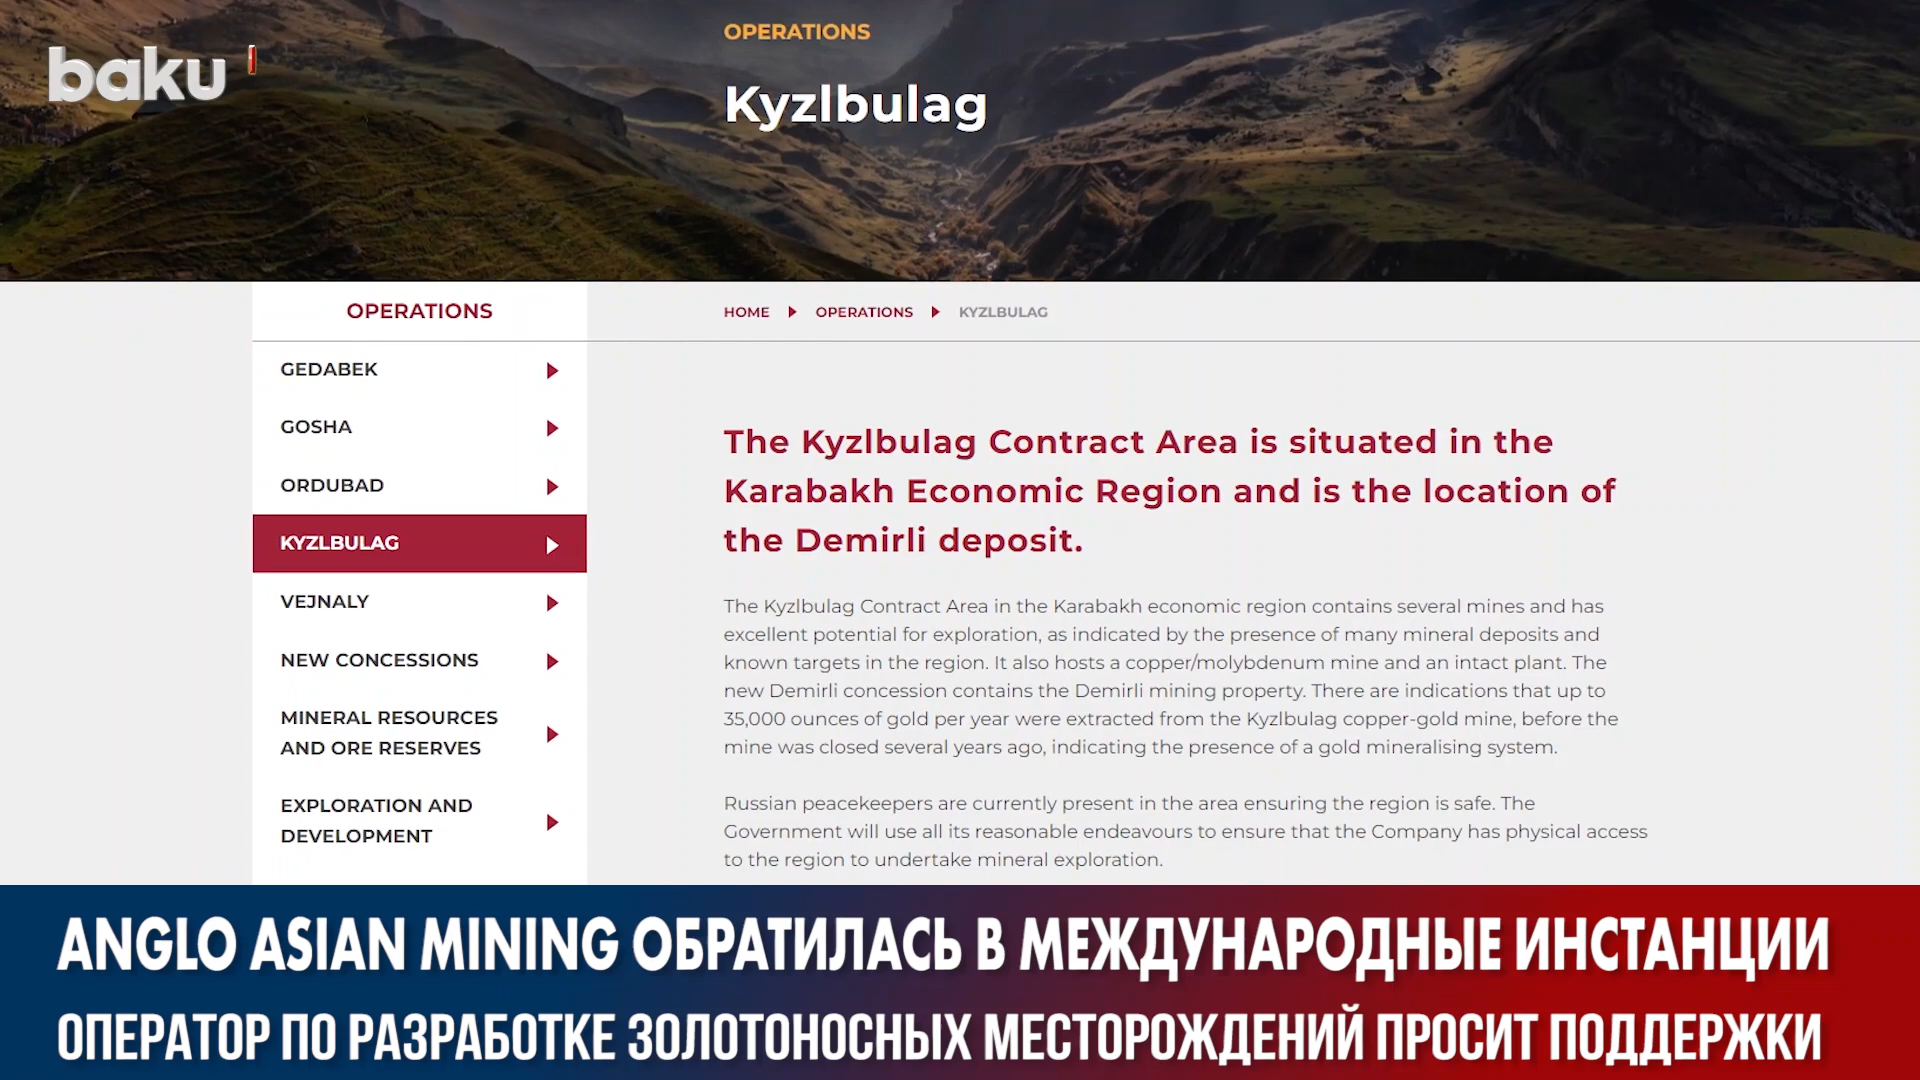 baku
OPERATIONS
Kyzlbulag
OPERATIONS
GEDABEK
GOSHA
ORDUBAD
KYZLBULAG
VEJNALY
NEW CONCESSIONS
MINERAL RESOURCES
AND ORE RESERVES
EXPLORATION AND
DEVELOPMENT
HOME OPERATIONS KYZLBULAG
The Kyzlbulag Contract Area is situated in the
Karabakh Economic Region and is the location of
the Demirli deposit.
The Kyzlbulag Contract Area in the Karabakh economic region contains several mines and has
excellent potential for exploration, as indicated by the presence of many mineral deposits and
known targets in the region. It also hosts a copper/molybdenum mine and an intact plant. The
new Demirli concession contains the Demirli mining property. There are indications that up to
35,000 ounces of gold per year were extracted from the Kyzlbulag copper-gold mine, before the
mine was closed several years ago, indicating the presence of a gold mineralising system.
Russian peacekeepers are currently present in the area ensuring the region is safe. The
Government will use all its reasonable endeavours to ensure that the Company has physical access
to the region to undertake mineral exploration.
ANGLO ASIAN MINING ОБРАТИЛАСЬ В МЕЖДУНАРОДНЫЕ ИНСТАНЦИИ
ОПЕРАТОР ПО РАЗРАБОТКЕ ЗОЛОТОНОСНЫХ МЕСТОРОЖДЕНИЙ ПРОСИТ ПОДДЕРЖКИ